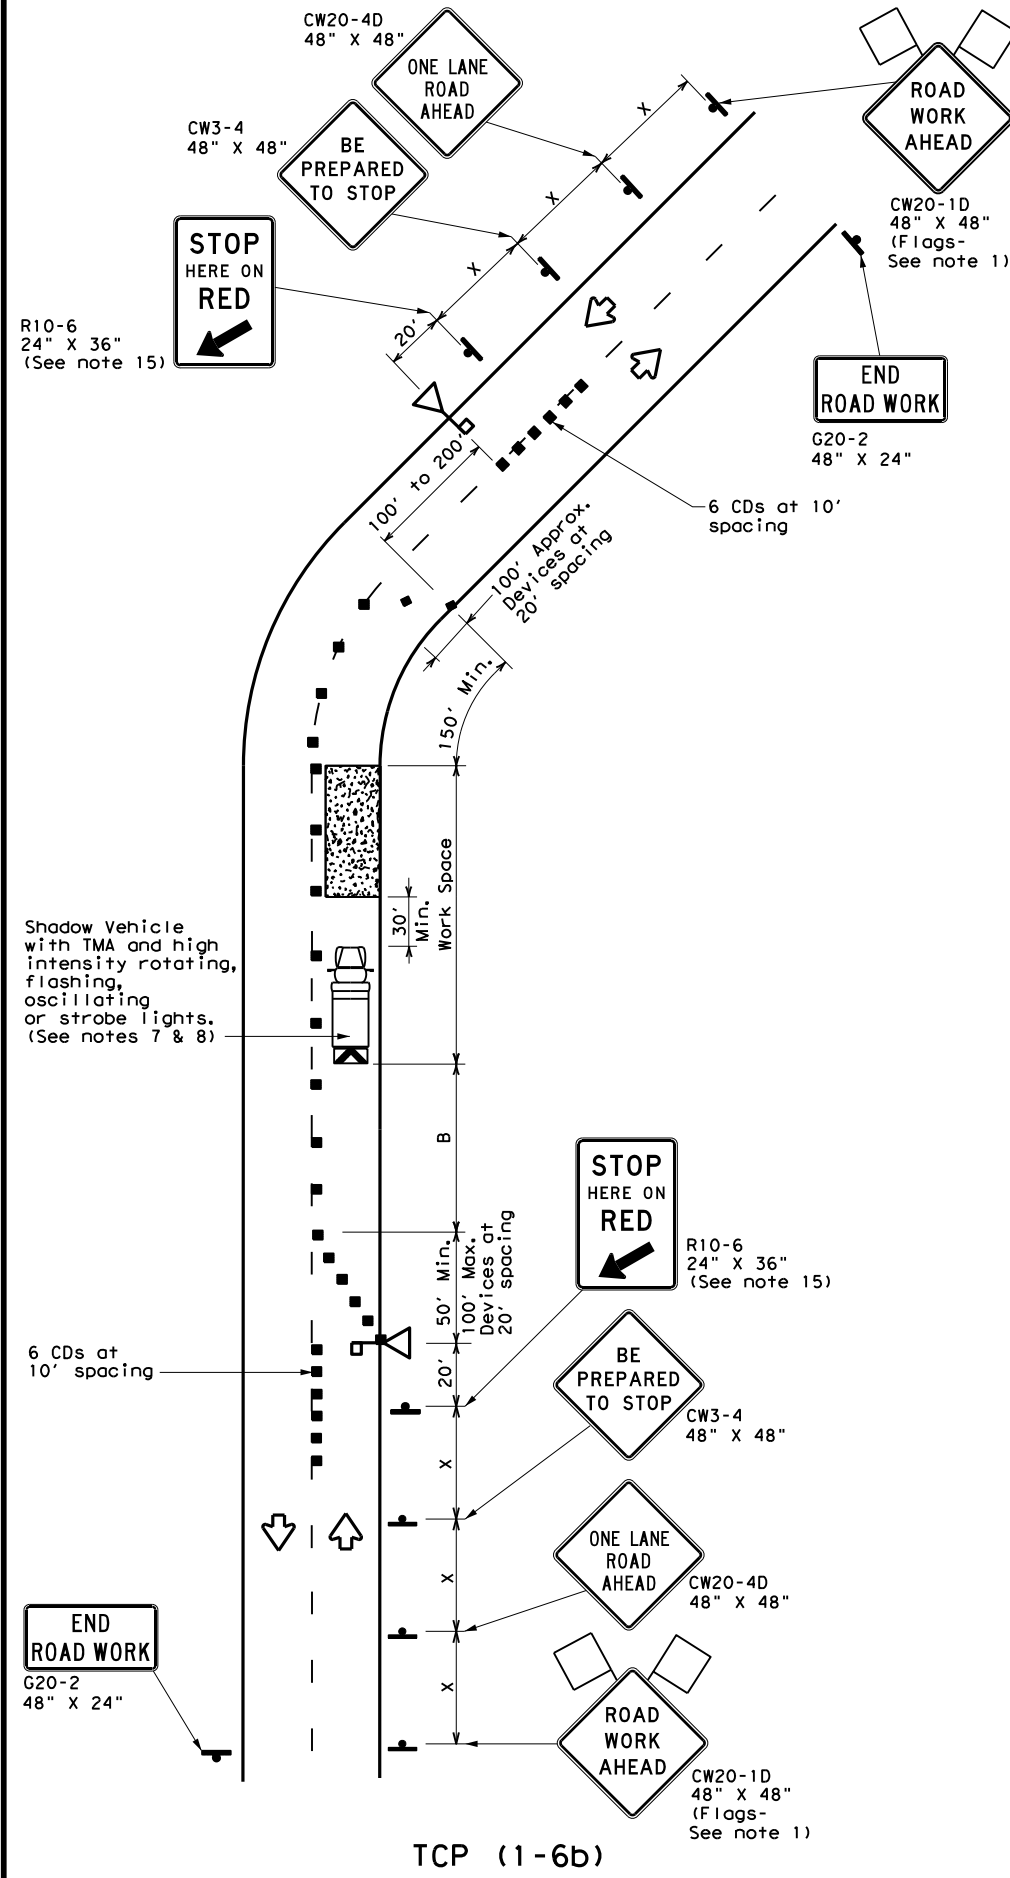 CW20-4D
48" X 48"
ONE LANE
ROAD
AHEAD
ROAD
WORK
AHEAD
CW20-1D
48" X 48"
(Flags-
See note 1)
CW3-4
48" X 48"
BE
PREPARED
TO STOP
X
X
X
20'
STOP
HERE ON
RED
R10-6
24" X 36"
(See note 15)
END
ROAD WORK
G20-2
48" X 24"
100' to 200'
6 CDs at 10'
spacing
100' Approx.
Devices at
20' spacing
150' Min.
Work Space
30'
Min.
Shadow Vehicle
with TMA and high
intensity rotating,
flashing,
oscillating
or strobe lights.
(See notes 7 & 8)
B
50' Min.
100' Max.
Devices at
20' spacing
STOP
HERE ON
RED
R10-6
24" X 36"
(See note 15)
6 CDs at
10' spacing
20'
BE
PREPARED
TO STOP
CW3-4
48" X 48"
X
X
X
ONE LANE
ROAD
AHEAD
CW20-4D
48" X 48"
END
ROAD WORK
G20-2
48" X 24"
ROAD
WORK
AHEAD
CW20-1D
48" X 48"
(Flags-
See note 1)
TCP (1-6b)